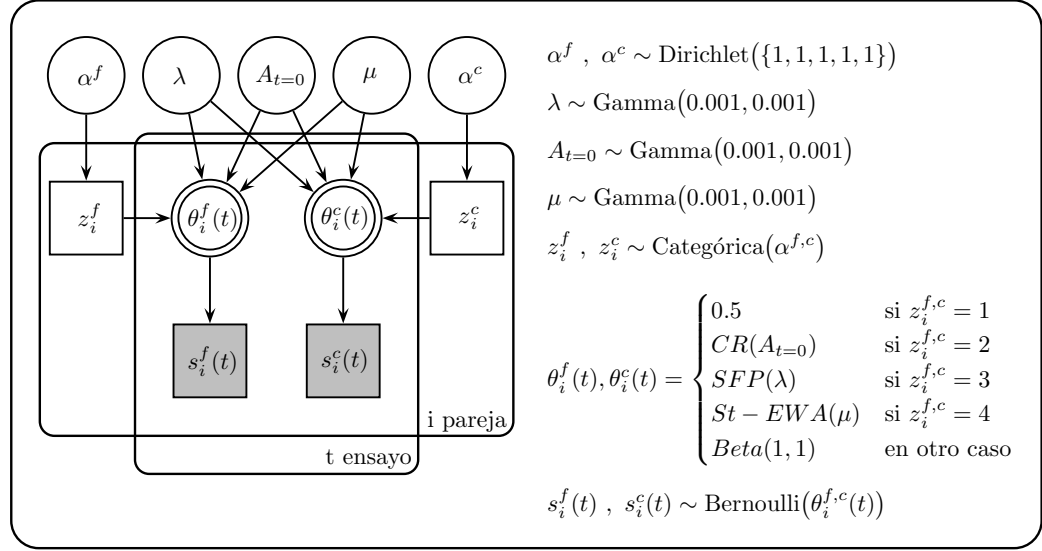 α^f λ A_{t=0} μ α^c
z_i^f θ_i^f(t) θ_i^c(t) z_i^c
s_i^f(t) s_i^c(t)
i pareja
t ensayo
α^f , α^c ∼ Dirichlet({1, 1, 1, 1, 1})
λ ∼ Gamma(0.001, 0.001)
A_{t=0} ∼ Gamma(0.001, 0.001)
μ ∼ Gamma(0.001, 0.001)
z_i^f , z_i^c ∼ Categórica(α^{f,c})
θ_i^f(t), θ_i^c(t) = {
0.5 si z_i^{f,c} = 1
CR(A_{t=0}) si z_i^{f,c} = 2
SFP(λ) si z_i^{f,c} = 3
St − EWA(μ) si z_i^{f,c} = 4
Beta(1, 1) en otro caso
s_i^f(t) , s_i^c(t) ∼ Bernoulli(θ_i^{f,c}(t))